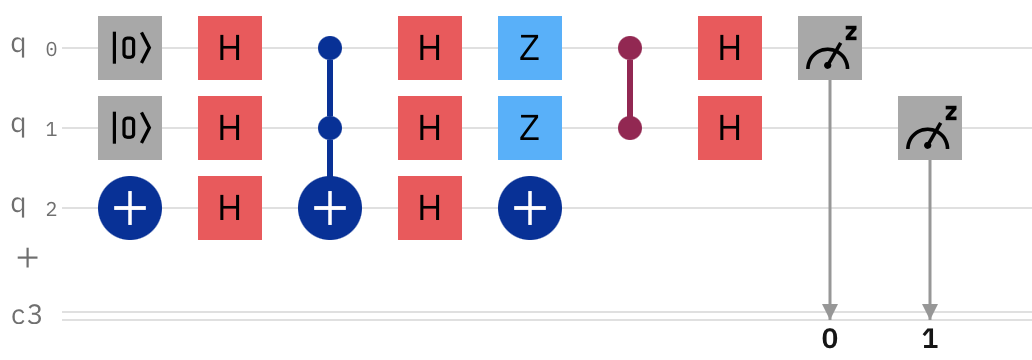 q 0 |0⟩ H H Z H z
q 1 |0⟩ H H Z H z
q 2 + H + H +
+
c3
0 1